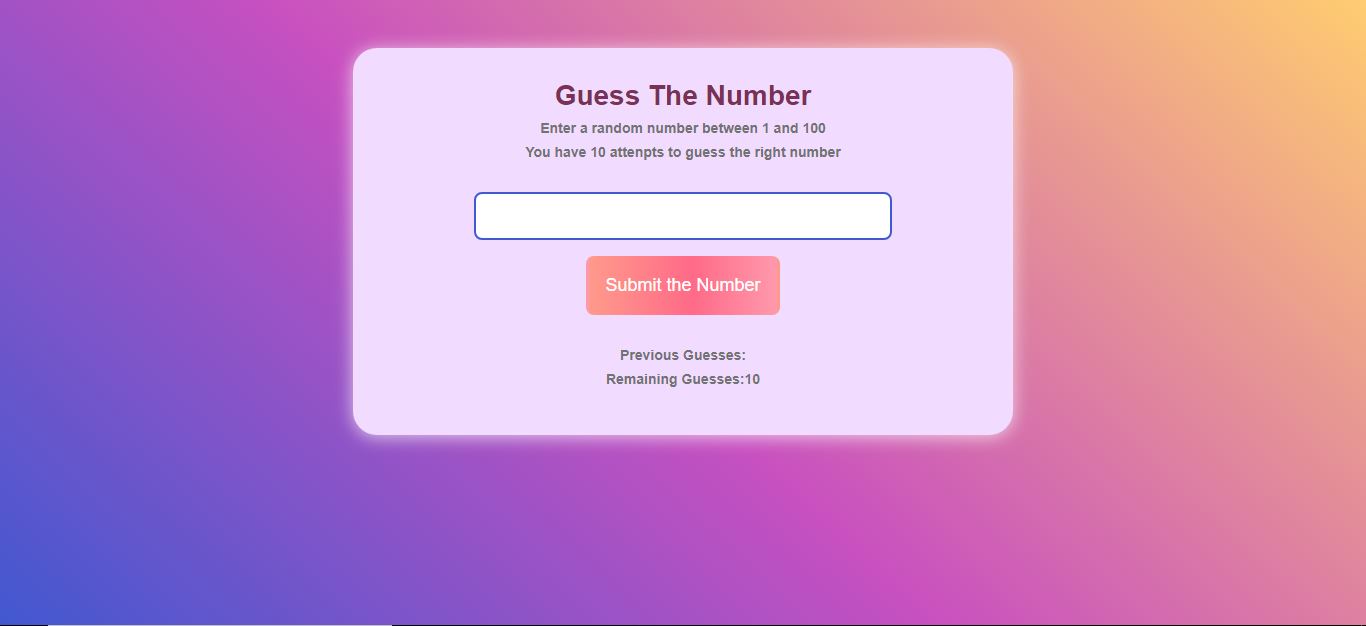 Guess The Number
Enter a random number between 1 and 100
You have 10 attenpts to guess the right number
Submit the Number
Previous Guesses:
Remaining Guesses:10